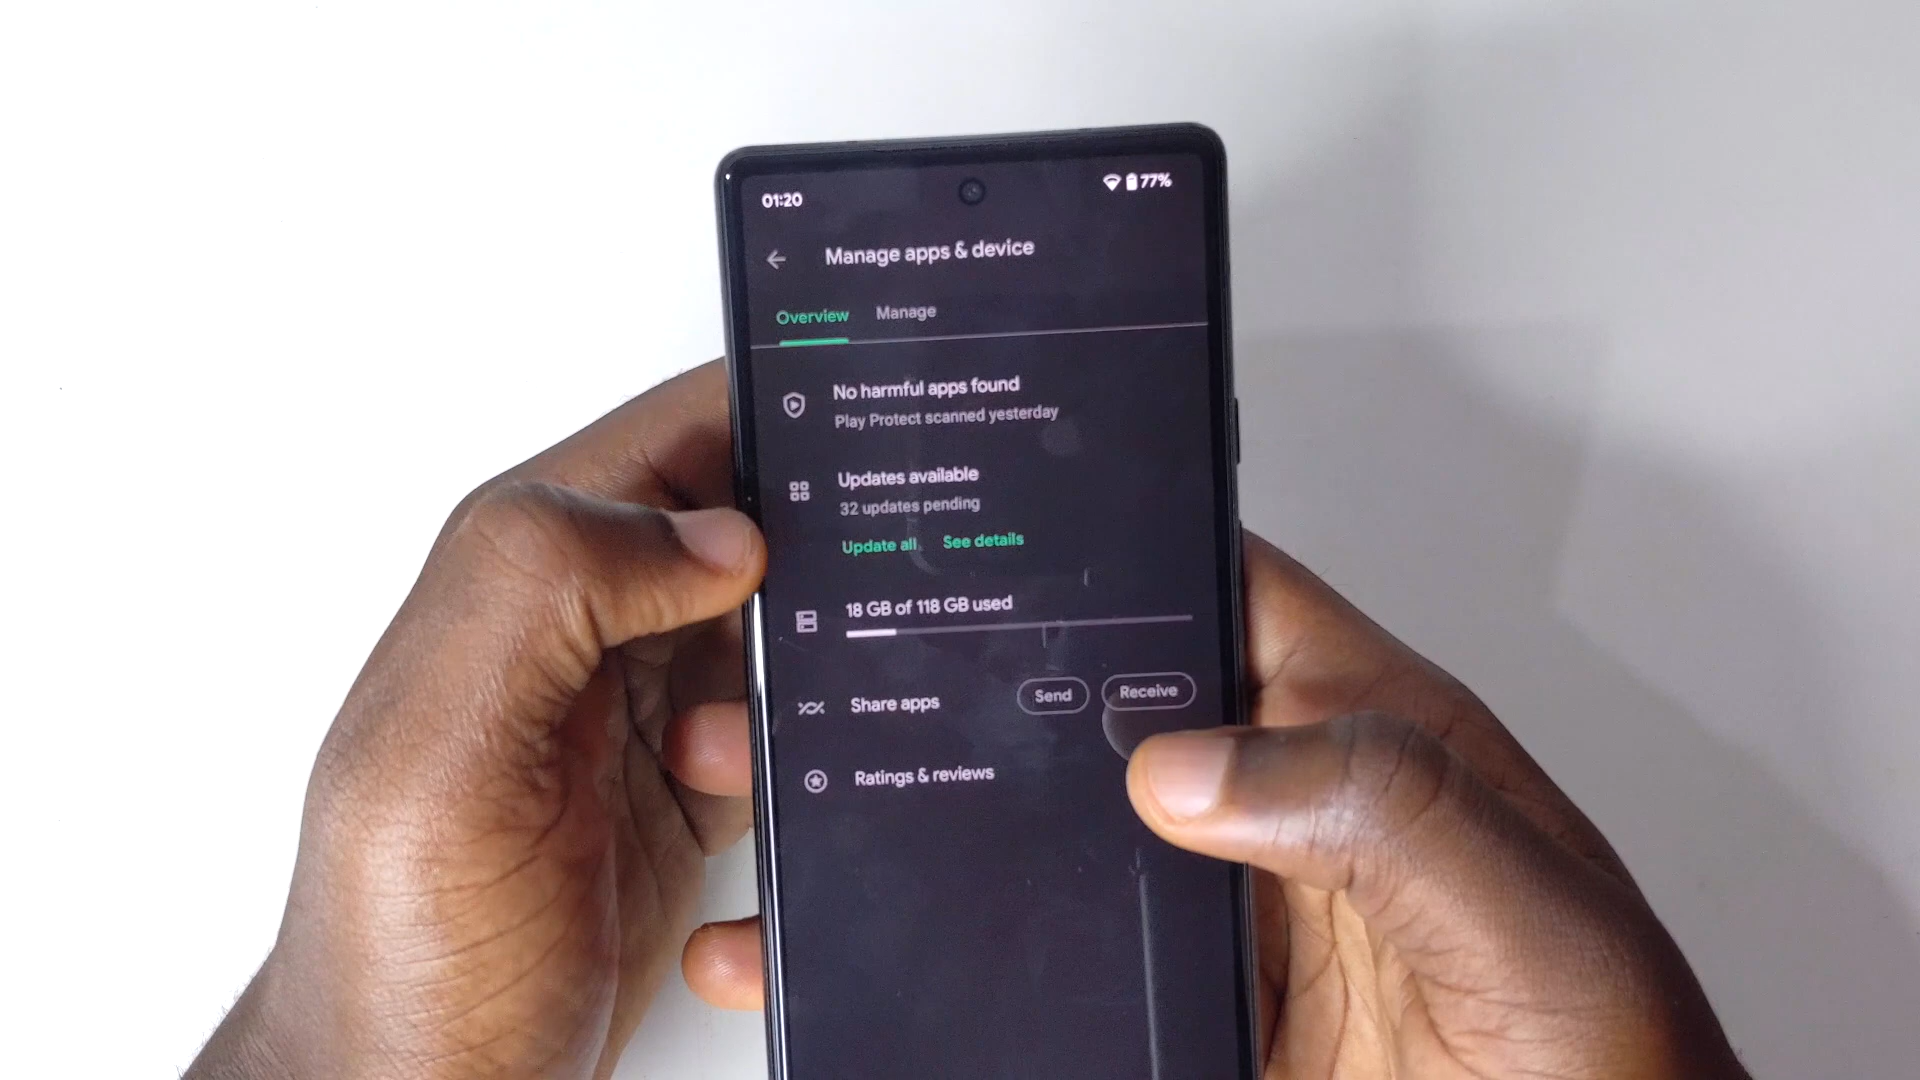 01:20
77%
Manage apps & device
Overview
Manage
No harmful apps found
Play Protect scanned yesterday
Updates available
32 updates pending
Update all
See details
18 GB of 118 GB used
Share apps
Send
Receive
Ratings & reviews